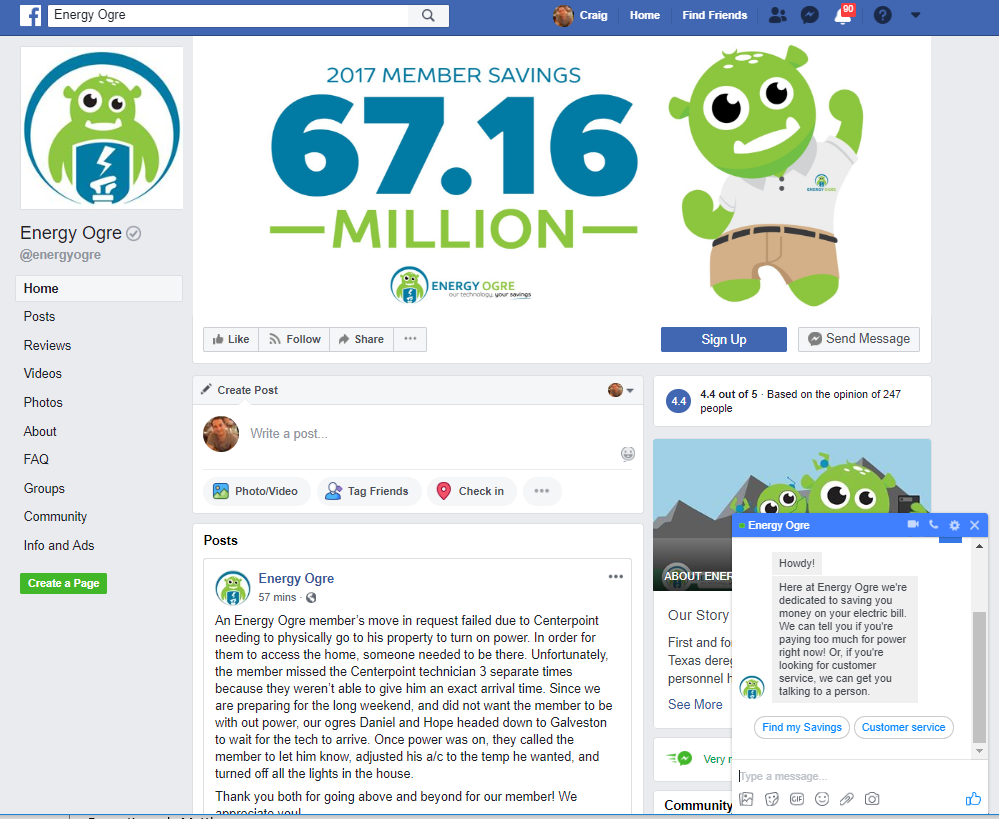 Energy Ogre
Craig
Home
Find Friends
90
2017 MEMBER SAVINGS
67.16
MILLION
ENERGY OGRE
our technology, your savings
ENERGY OGRE
Energy Ogre
@energyogre
Home
Posts
Reviews
Videos
Photos
About
FAQ
Groups
Community
Info and Ads
Create a Page
Like
Follow
Share
Sign Up
Send Message
Create Post
Write a post...
Photo/Video
Tag Friends
Check in
Posts
Energy Ogre
57 mins ·
An Energy Ogre member's move in request failed due to Centerpoint
needing to physically go to his property to turn on power. In order for
them to access the home, someone needed to be there. Unfortunately,
the member missed the Centerpoint technician 3 separate times
because they weren't able to give him an exact arrival time. Since we
are preparing for the long weekend, and did not want the member to be
with out power, our ogres Daniel and Hope headed down to Galveston
to wait for the tech to arrive. Once power was on, they called the
member to let him know, adjusted his a/c to the temp he wanted, and
turned off all the lights in the house.
Thank you both for going above and beyond for our member! We
appreciate you!
4.4
4.4 out of 5 · Based on the opinion of 247
people
ABOUT ENER
Our Story
First and fo
Texas dereg
personnel h
See More
Very r
Community
Energy Ogre
Howdy!
Here at Energy Ogre we're
dedicated to saving you
money on your electric bill.
We can tell you if you're
paying too much for power
right now! Or, if you're
looking for customer
service, we can get you
talking to a person.
Find my Savings
Customer service
Type a message...
GIF